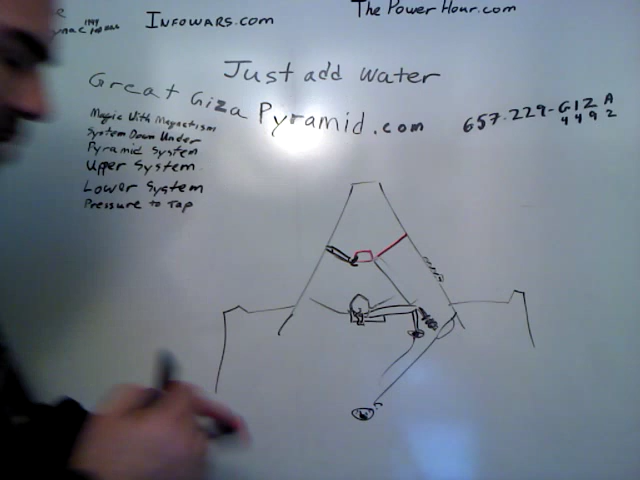 Infowars.com
The Power Hour.com
Just add water
Great Giza Pyramid.com
657-229-GIZA
4492
Magic With Magnetism
System Down Under
Pyramid System
Upper System
Lower System
Pressure to Tap